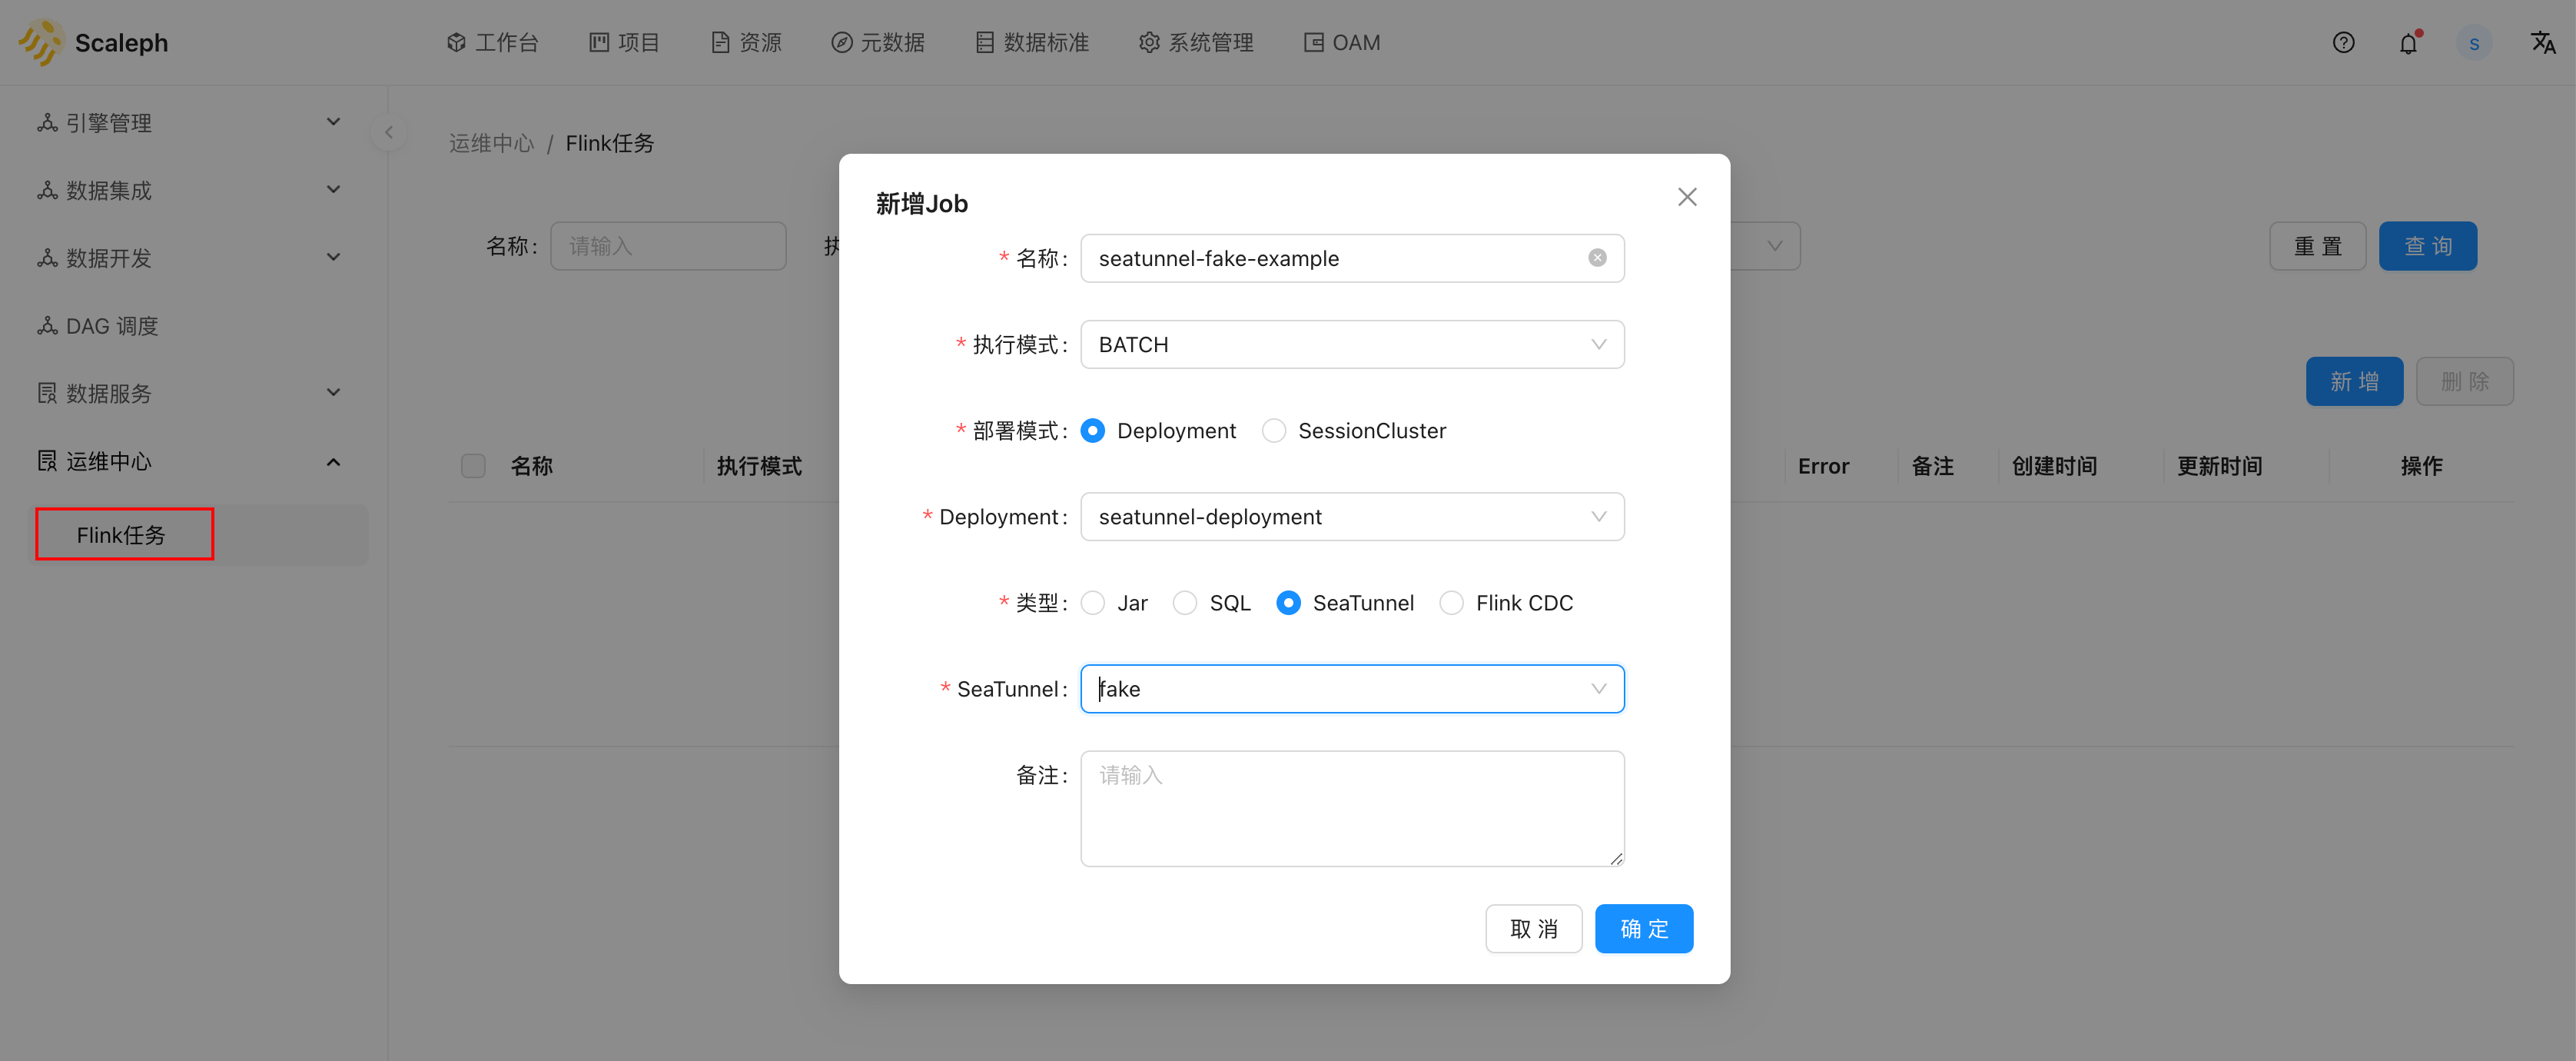 Scaleph
工作台 项目 资源 元数据 数据标准 系统管理 OAM
S
引擎管理
数据集成
数据开发
DAG 调度
数据服务
运维中心
Flink任务
运维中心 / Flink任务
名称: 请输入
重 置 查 询
新 增 删 除
名称 执行模式 Error 备注 创建时间 更新时间 操作
新增Job
* 名称: seatunnel-fake-example
* 执行模式: BATCH
* 部署模式: Deployment SessionCluster
* Deployment: seatunnel-deployment
* 类型: Jar SQL SeaTunnel Flink CDC
* SeaTunnel: fake
备注: 请输入
取 消 确 定